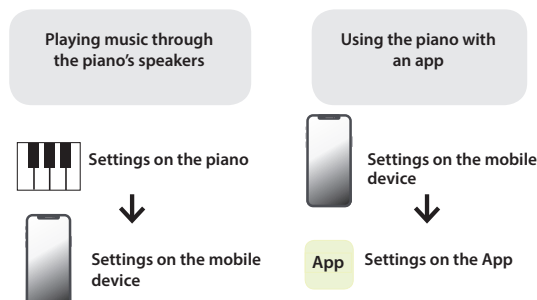 Playing music through
the piano's speakers
Settings on the piano
Settings on the mobile
device
Using the piano with
an app
Settings on the mobile
device
App
Settings on the App